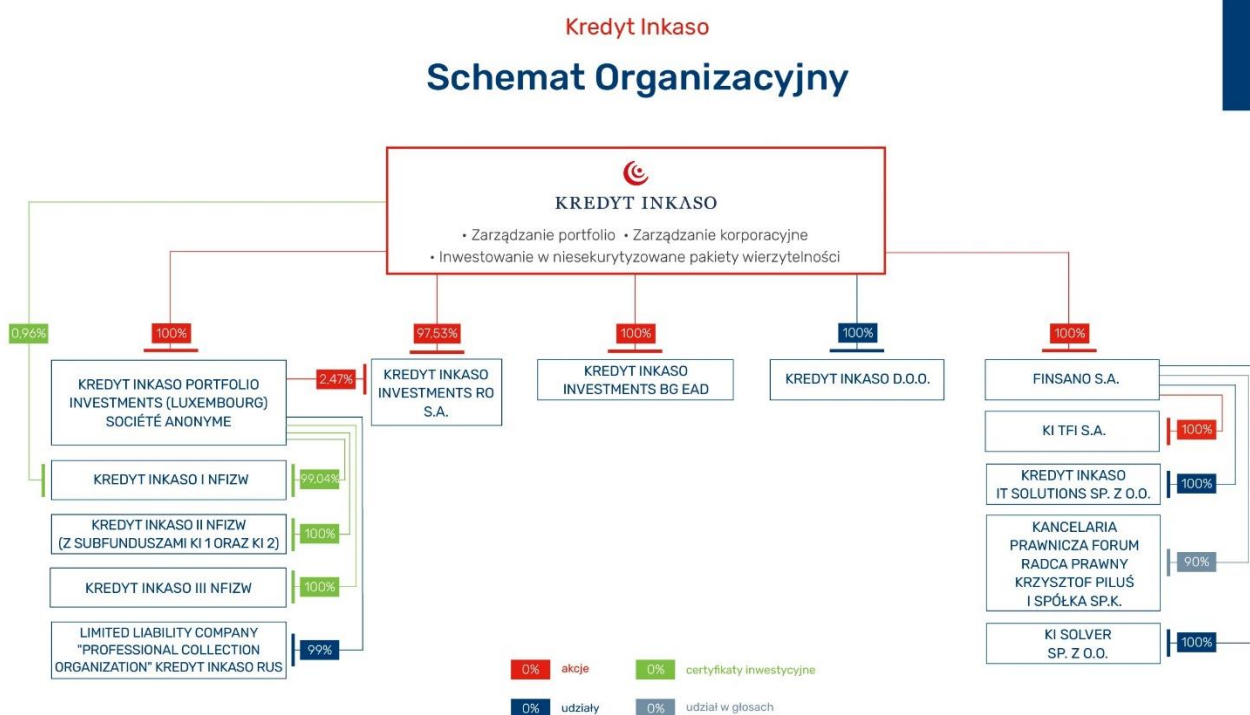 Kredyt Inkaso
Schemat Organizacyjny
KREDYT INKASO
• Zarządzanie portfolio • Zarządzanie korporacyjne
• Inwestowanie w niesekurytyzowane pakiety wierzytelności
0,96%
100%
97,53%
100%
100%
100%
KREDYT INKASO PORTFOLIO
INVESTMENTS (LUXEMBOURG)
SOCIÉTÉ ANONYME
2,47%
KREDYT INKASO
INVESTMENTS RO
S.A.
KREDYT INKASO
INVESTMENTS BG EAD
KREDYT INKASO D.O.O.
FINSANO S.A.
KI TFI S.A.
100%
KREDYT INKASO I NFIZW
99,04%
KREDYT INKASO
IT SOLUTIONS SP. Z O.O.
100%
KREDYT INKASO II NFIZW
(Z SUBFUNDUSZAMI KI 1 ORAZ KI 2)
100%
KANCELARIA
PRAWNICZA FORUM
RADCA PRAWNY
KRZYSZTOF PILUŚ
I SPÓŁKA SP.K.
90%
KREDYT INKASO III NFIZW
100%
LIMITED LIABILITY COMPANY
"PROFESSIONAL COLLECTION
ORGANIZATION" KREDYT INKASO RUS
99%
KI SOLVER
SP. Z O.O.
100%
0% akcje
0% certyfikaty inwestycyjne
0% udziały
0% udział w głosach